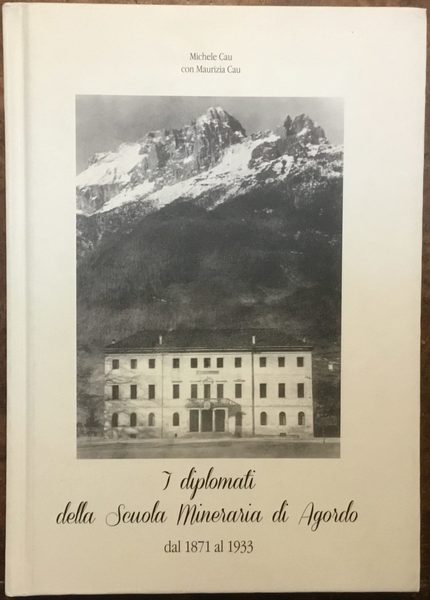 Michele Cau
con Maurizia Cau
I diplomati
della Scuola Mineraria di Agordo
dal 1871 al 1933